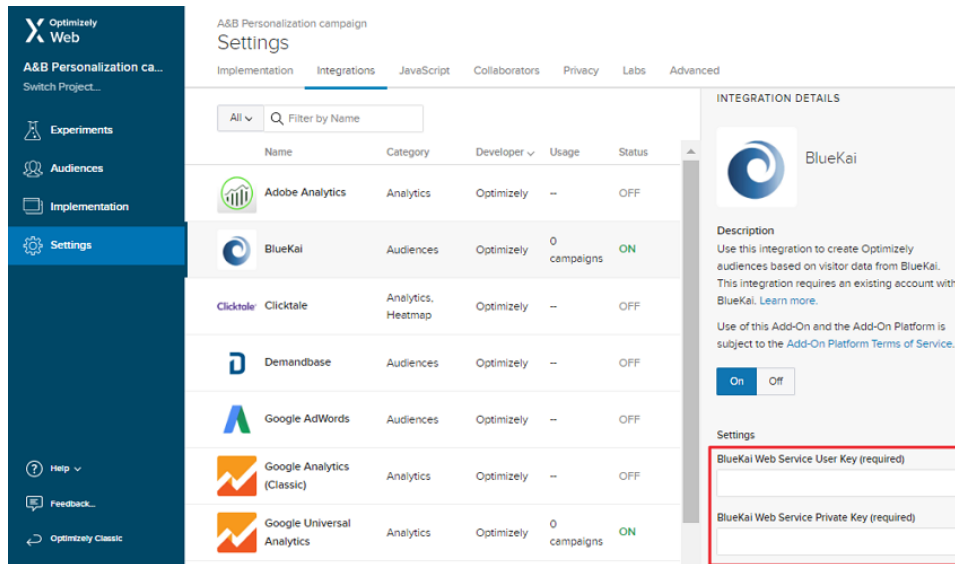 Optimizely
Web
A&B Personalization ca...
Switch Project...
Experiments
Audiences
Implementation
Settings
Help
Feedback...
Optimizely Classic
A&B Personalization campaign
Settings
Implementation Integrations JavaScript Collaborators Privacy Labs Advanced
All Filter by Name
Name Category Developer Usage Status
Adobe Analytics Analytics Optimizely -- OFF
BlueKai Audiences Optimizely 0 campaigns ON
Clicktale Clicktale Analytics, Heatmap Optimizely -- OFF
Demandbase Audiences Optimizely -- OFF
Google AdWords Audiences Optimizely -- OFF
Google Analytics (Classic) Analytics Optimizely -- OFF
Google Universal Analytics Analytics Optimizely 0 campaigns ON
INTEGRATION DETAILS
BlueKai
Description
Use this integration to create Optimizely
audiences based on visitor data from BlueKai.
This integration requires an existing account with
BlueKai. Learn more.
Use of this Add-On and the Add-On Platform is
subject to the Add-On Platform Terms of Service.
On Off
Settings
BlueKai Web Service User Key (required)
BlueKai Web Service Private Key (required)